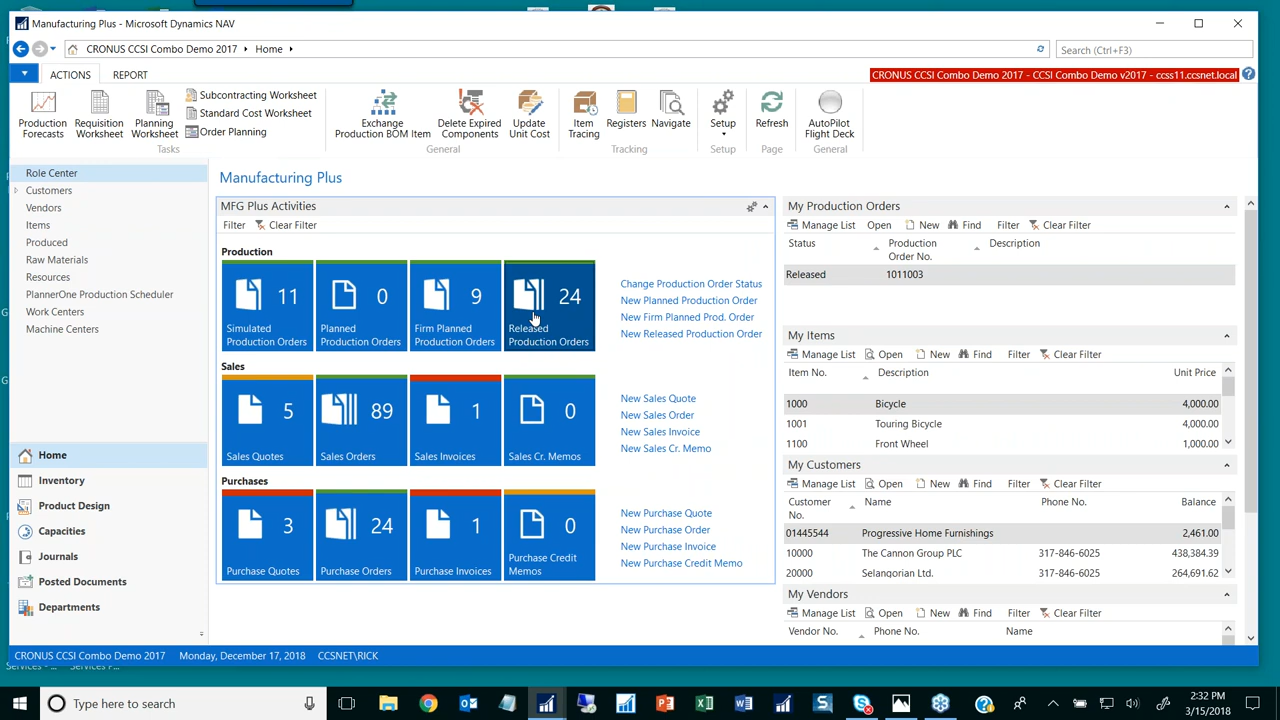 Manufacturing Plus - Microsoft Dynamics NAV
CRONUS CCSI Combo Demo 2017
Home
Search (Ctrl+F3)
ACTIONS
REPORT
CRONUS CCSI Combo Demo 2017 - CCSI Combo Demo v2017 - ccss11.ccsnet.local
Production Forecasts
Requisition Worksheet
Planning Worksheet
Subcontracting Worksheet
Standard Cost Worksheet
Order Planning
Tasks
Exchange Production BOM Item
Delete Expired Components
Update Unit Cost
General
Item Tracing
Registers
Navigate
Tracking
Setup
Setup
Refresh
Page
AutoPilot Flight Deck
General
Role Center
Customers
Vendors
Items
Produced
Raw Materials
Resources
PlannerOne Production Scheduler
Work Centers
Machine Centers
Home
Inventory
Product Design
Capacities
Journals
Posted Documents
Departments
Manufacturing Plus
MFG Plus Activities
Filter
Clear Filter
Production
11
Simulated Production Orders
0
Planned Production Orders
9
Firm Planned Production Orders
24
Released Production Orders
Change Production Order Status
New Planned Production Order
New Firm Planned Prod. Order
New Released Production Order
Sales
5
Sales Quotes
89
Sales Orders
1
Sales Invoices
0
Sales Cr. Memos
New Sales Quote
New Sales Order
New Sales Invoice
New Sales Cr. Memo
Purchases
3
Purchase Quotes
24
Purchase Orders
1
Purchase Invoices
0
Purchase Credit Memos
New Purchase Quote
New Purchase Order
New Purchase Invoice
New Purchase Credit Memo
My Production Orders
Manage List Open New Find Filter Clear Filter
Status Production Order No. Description
Released 1011003
My Items
Manage List Open New Find Filter Clear Filter
Item No. Description Unit Price
1000 Bicycle 4,000.00
1001 Touring Bicycle 4,000.00
1100 Front Wheel 1,000.00
My Customers
Manage List Open New Find Filter Clear Filter
Customer No. Name Phone No. Balance
01445544 Progressive Home Furnishings 2,461.00
10000 The Cannon Group PLC 317-846-6025 438,384.39
20000 Selangorian Ltd. 317-846-6025 264,691.62
My Vendors
Manage List Open New Find Filter Clear Filter
Vendor No. Phone No. Name
CRONUS CCSI Combo Demo 2017 Monday, December 17, 2018 CCSNET\RICK
Type here to search
2:32 PM
3/15/2018